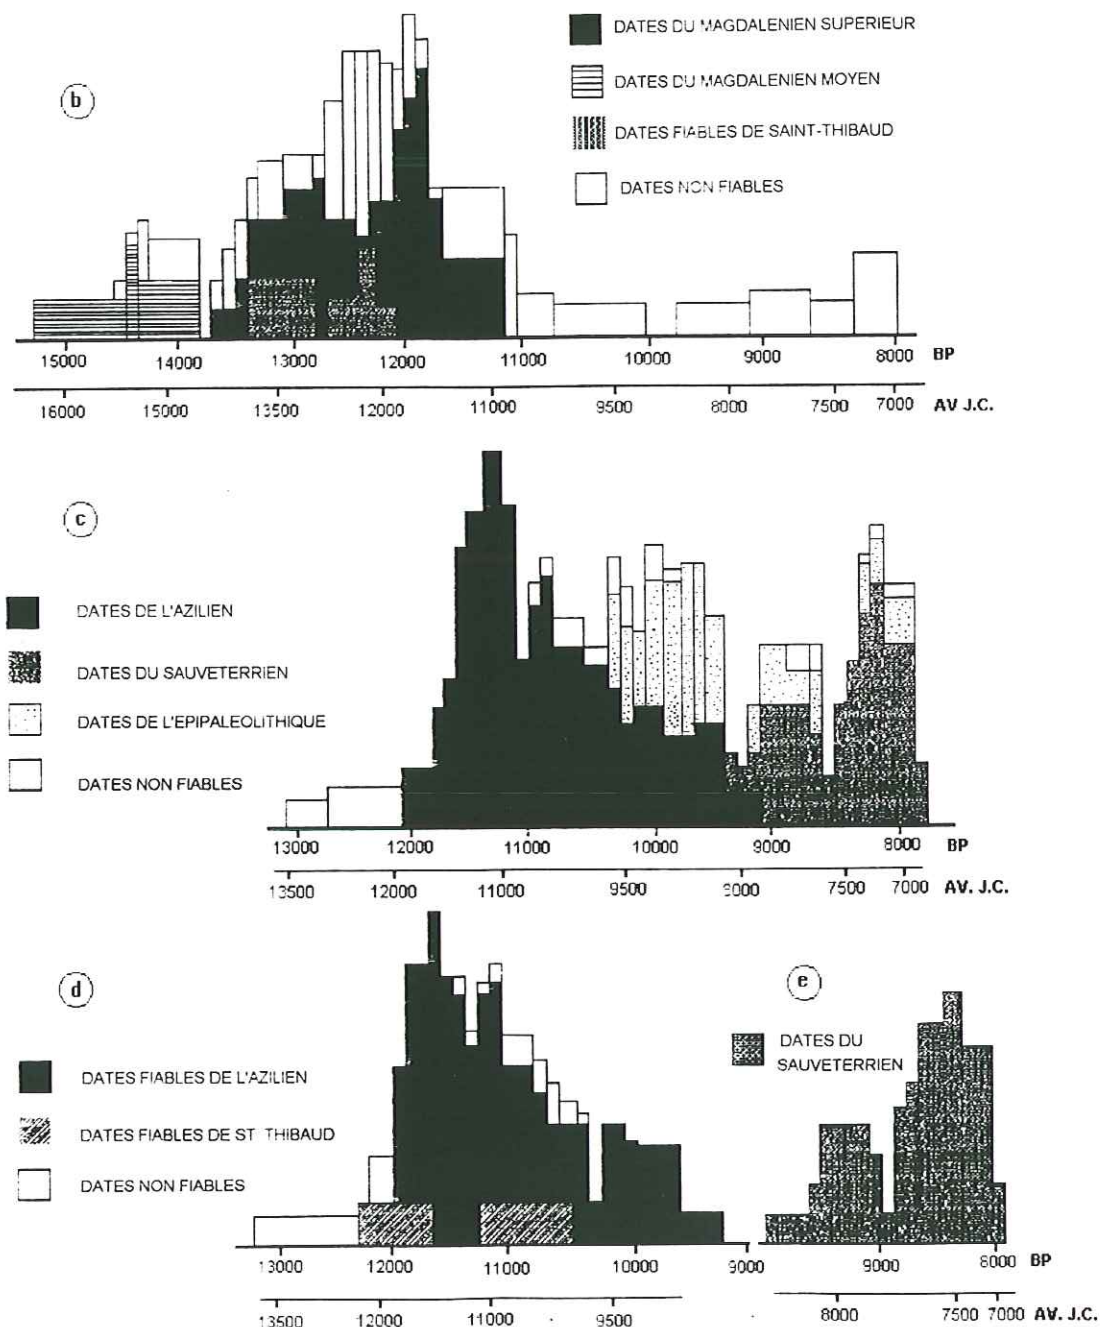 b
DATES DU MAGDALENIEN SUPERIEUR
DATES DU MAGDALENIEN MOYEN
DATES FIABLES DE SAINT-THIBAUD
DATES NON FIABLES
15000 14000 13000 12000 11000 10000 9000 8000 BP
16000 15000 13500 12000 11000 9500 8000 7500 7000 AV J.C.
c
DATES DE L'AZILIEN
DATES DU SAUVETERRIEN
DATES DE L'EPIPALEOLITHIQUE
DATES NON FIABLES
13000 12000 11000 10000 9000 8000 BP
13500 12000 11000 9500 8000 7500 7000 AV. J.C.
d
DATES FIABLES DE L'AZILIEN
DATES FIABLES DE ST THIBAUD
DATES NON FIABLES
e
DATES DU
SAUVETERRIEN
13000 12000 11000 10000 9000 9000 8000 BP
13500 12000 11000 9500 8000 7500 7000 AV. J.C.